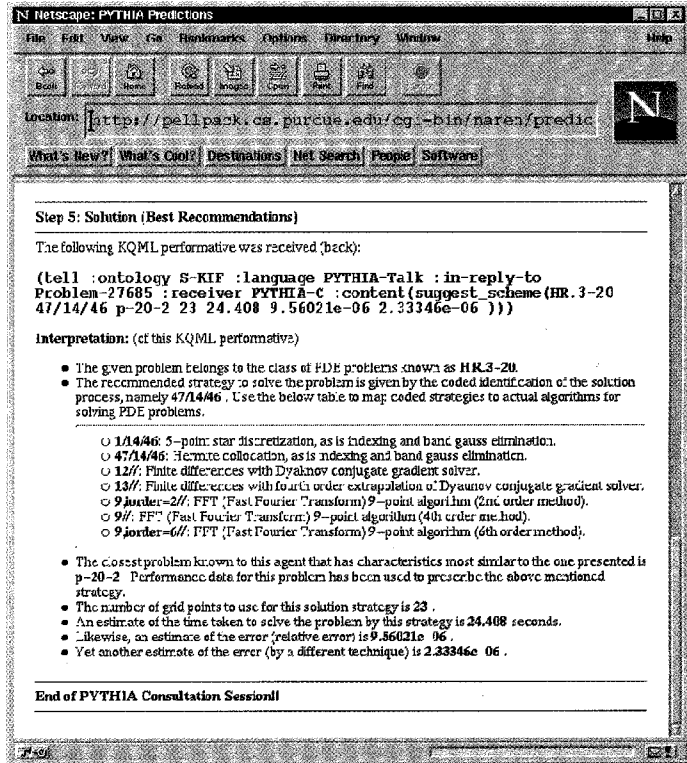 Netscape: PYTHIA Predictions
File Edit View Go Bookmarks Options Directory Window Help
Back Home Reload Images Open Print Find
Location: http://pellpack.cs.purdue.edu/cgi-bin/naren/predic
N
What's New? What's Cool? Destinations Net Search People Software
Step 5: Solution (Best Recommendations)
The following KQML performative was received (back):
(tell :ontology S-KIF :language PYTHIA-Talk :in-reply-to
Problem-27685 :receiver PYTHIA-C :content(suggest_scheme(HR.3-20
47/14/46 p-20-2 23 24.408 9.56021e-06 2.33346e-06 )))
Interpretation: (of this KQML performative)
• The given problem belongs to the class of PDE problems known as HR.3-20.
• The recommended strategy to solve the problem is given by the coded identification of the solution
process, namely 47/14/46 . Use the below table to map coded strategies to actual algorithms for
solving PDE problems.
○ 1/14/46: 5-point star discretization, as is indexing and band gauss elimination.
○ 47/14/46: Hermite collocation, as is indexing and band gauss elimination.
○ 12//: Finite differences with Dyaknov conjugate gradient solver.
○ 13//: Finite differences with fourth order extrapolation of Dyaunov conjugate gradient solver.
○ 9,iorder=2//: FFT (Fast Fourier Transform) 9-point algorithm (2nd order method).
○ 9//: FFT (Fast Fourier Transform) 9-point algorithm (4th order method).
○ 9,iorder=6//: FFT (Fast Fourier Transform) 9-point algorithm (6th order method).
• The closest problem known to this agent that has characteristics most similar to the one presented is
p-20-2 Performance data for this problem has been used to prescribe the above mentioned
strategy.
• The number of grid points to use for this solution strategy is 23 .
• An estimate of the time taken to solve the problem by this strategy is 24.408 seconds.
• Likewise, an estimate of the error (relative error) is 9.56021e-06 .
• Yet another estimate of the error (by a different technique) is 2.33346e-06 .
End of PYTHIA Consultation Session!!